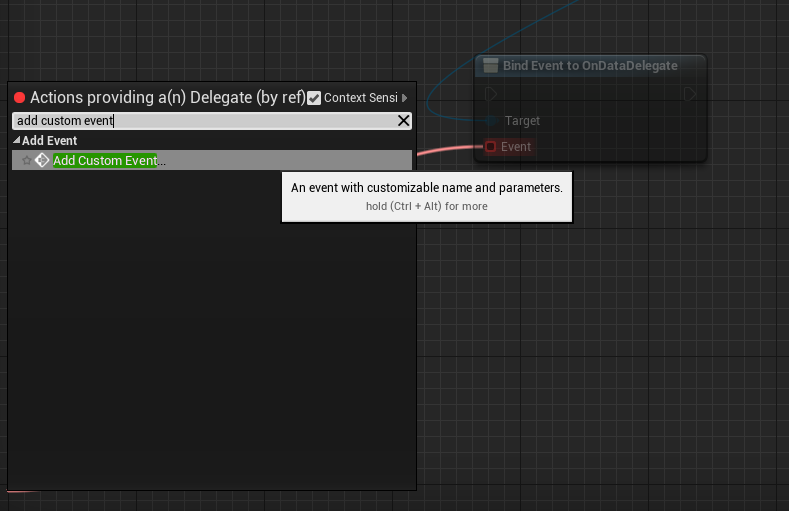 Bind Event to OnDataDelegate
Target
Event
Actions providing a(n) Delegate (by ref)
Context Sensi
add custom event
Add Event
Add Custom Event...
An event with customizable name and parameters.
hold (Ctrl + Alt) for more